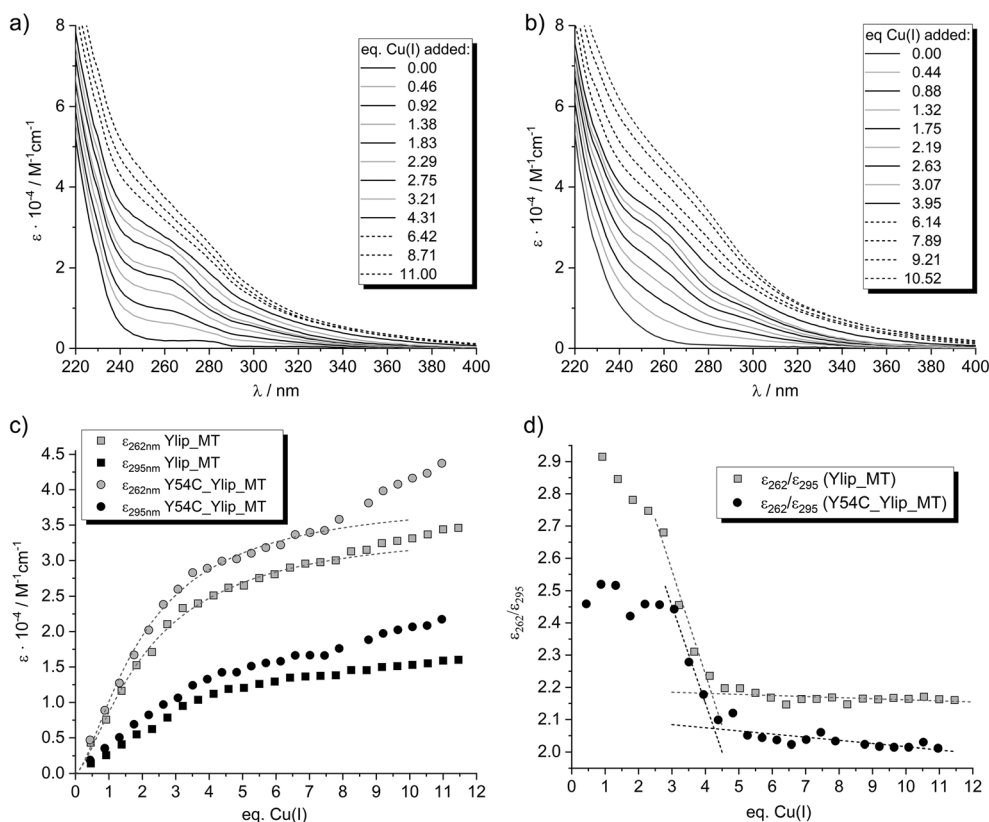 a)
8
6
4
2
0
ε · 10⁻⁴ / M⁻¹cm⁻¹
220 240 260 280 300 320 340 360 380 400
λ / nm
eq. Cu(I) added:
0.00
0.46
0.92
1.38
1.83
2.29
2.75
3.21
4.31
6.42
8.71
11.00
b)
8
6
4
2
0
ε · 10⁻⁴ / M⁻¹cm⁻¹
220 240 260 280 300 320 340 360 380 400
λ / nm
eq Cu(I) added:
0.00
0.44
0.88
1.32
1.75
2.19
2.63
3.07
3.95
6.14
7.89
9.21
10.52
c)
ε262nm Ylip_MT
ε295nm Ylip_MT
ε262nm Y54C_Ylip_MT
ε295nm Y54C_Ylip_MT
4.5
4.0
3.5
3.0
2.5
2.0
1.5
1.0
0.5
0.0
ε · 10⁻⁴ / M⁻¹cm⁻¹
0 1 2 3 4 5 6 7 8 9 10 11 12
eq. Cu(I)
d)
ε262/ε295 (Ylip_MT)
ε262/ε295 (Y54C_Ylip_MT)
2.9
2.8
2.7
2.6
2.5
2.4
2.3
2.2
2.1
2.0
ε262/ε295
0 1 2 3 4 5 6 7 8 9 10 11 12
eq. Cu(I)